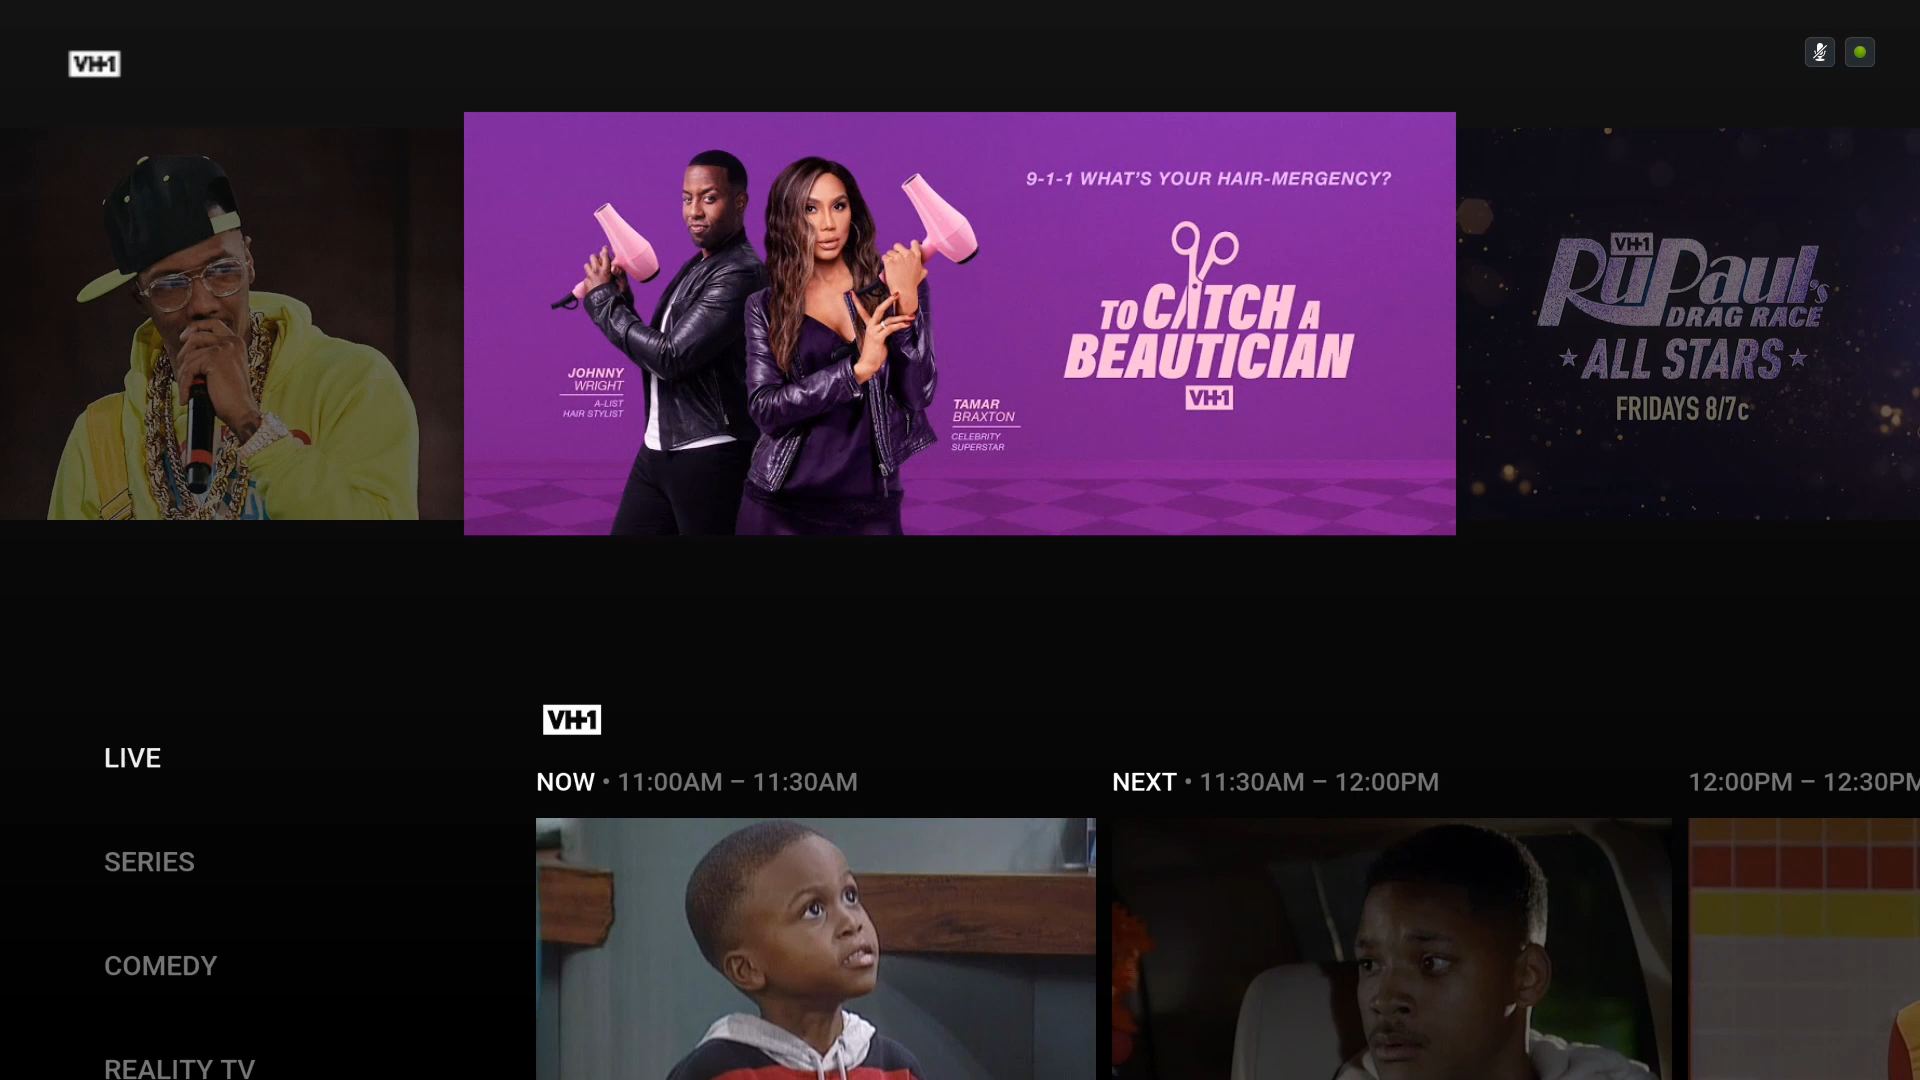 VH1
9-1-1 WHAT'S YOUR HAIR-MERGENCY?
TO CATCH A
BEAUTICIAN
VH1
JOHNNY
WRIGHT
A-LIST
HAIR STYLIST
TAMAR
BRAXTON
CELEBRITY
SUPERSTAR
VH1
RuPaul's
DRAG RACE
★ALL STARS★
FRIDAYS 8/7c
LIVE
SERIES
COMEDY
REALITY TV
VH1
NOW • 11:00AM – 11:30AM
NEXT • 11:30AM – 12:00PM
12:00PM – 12:30PM